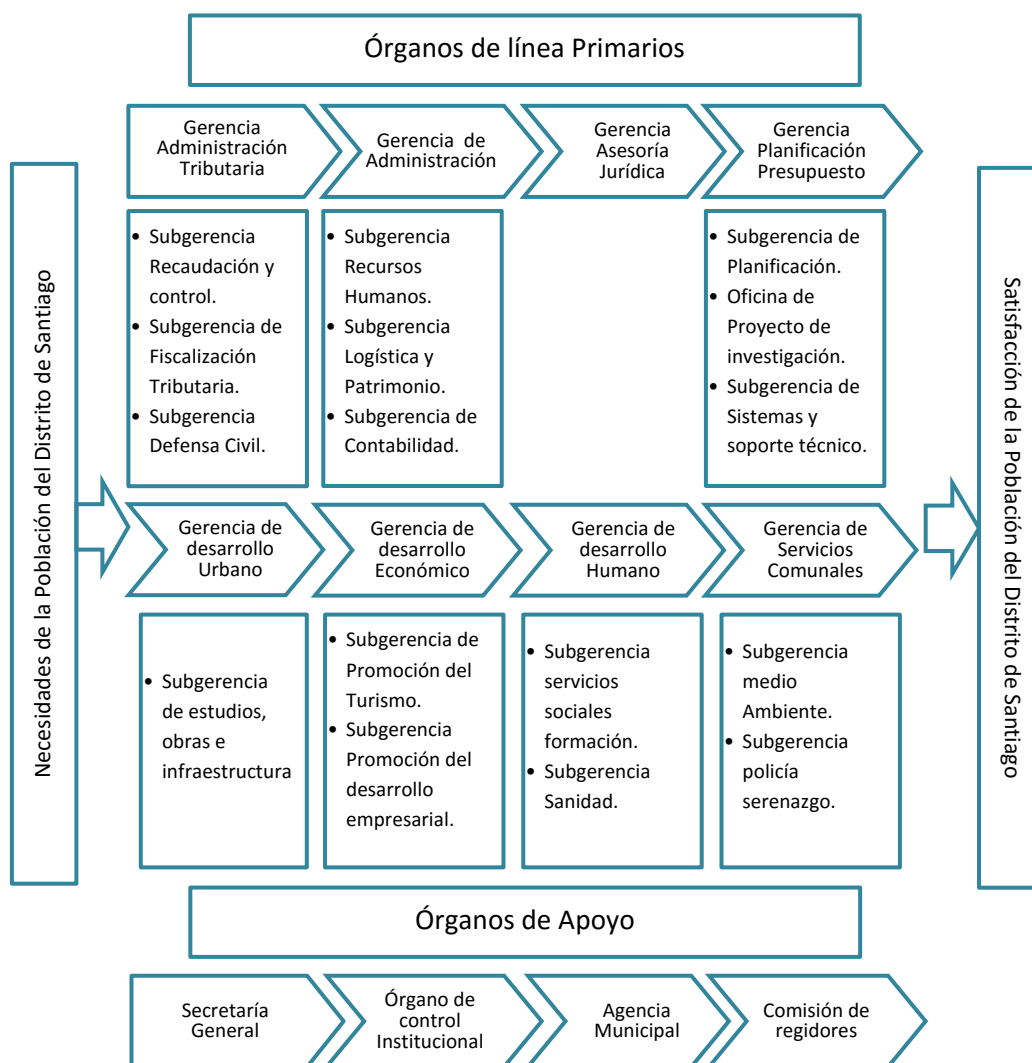 Órganos de línea Primarios
Gerencia
Administración
Tributaria
Gerencia de
Administración
Gerencia
Asesoría
Jurídica
Gerencia
Planificación
Presupuesto
Necesidades de la Población del Distrito de Santiago
• Subgerencia
Recaudación y
control.
• Subgerencia de
Fiscalización
Tributaria.
• Subgerencia
Defensa Civil.
• Subgerencia
Recursos
Humanos.
• Subgerencia
Logística y
Patrimonio.
• Subgerencia de
Contabilidad.
• Subgerencia de
Planificación.
• Oficina de
Proyecto de
investigación.
• Subgerencia de
Sistemas y
soporte técnico.
Satisfacción de la Población del Distrito de Santiago
Gerencia de
desarrollo
Urbano
Gerencia de
desarrollo
Económico
Gerencia de
desarrollo
Humano
Gerencia de
Servicios
Comunales
• Subgerencia
de estudios,
obras e
infraestructura
• Subgerencia de
Promoción del
Turismo.
• Subgerencia
Promoción del
desarrollo
empresarial.
• Subgerencia
servicios
sociales
formación.
• Subgerencia
Sanidad.
• Subgerencia
medio
Ambiente.
• Subgerencia
policía
serenazgo.
Órganos de Apoyo
Secretaría
General
Órgano de
control
Institucional
Agencia
Municipal
Comisión de
regidores